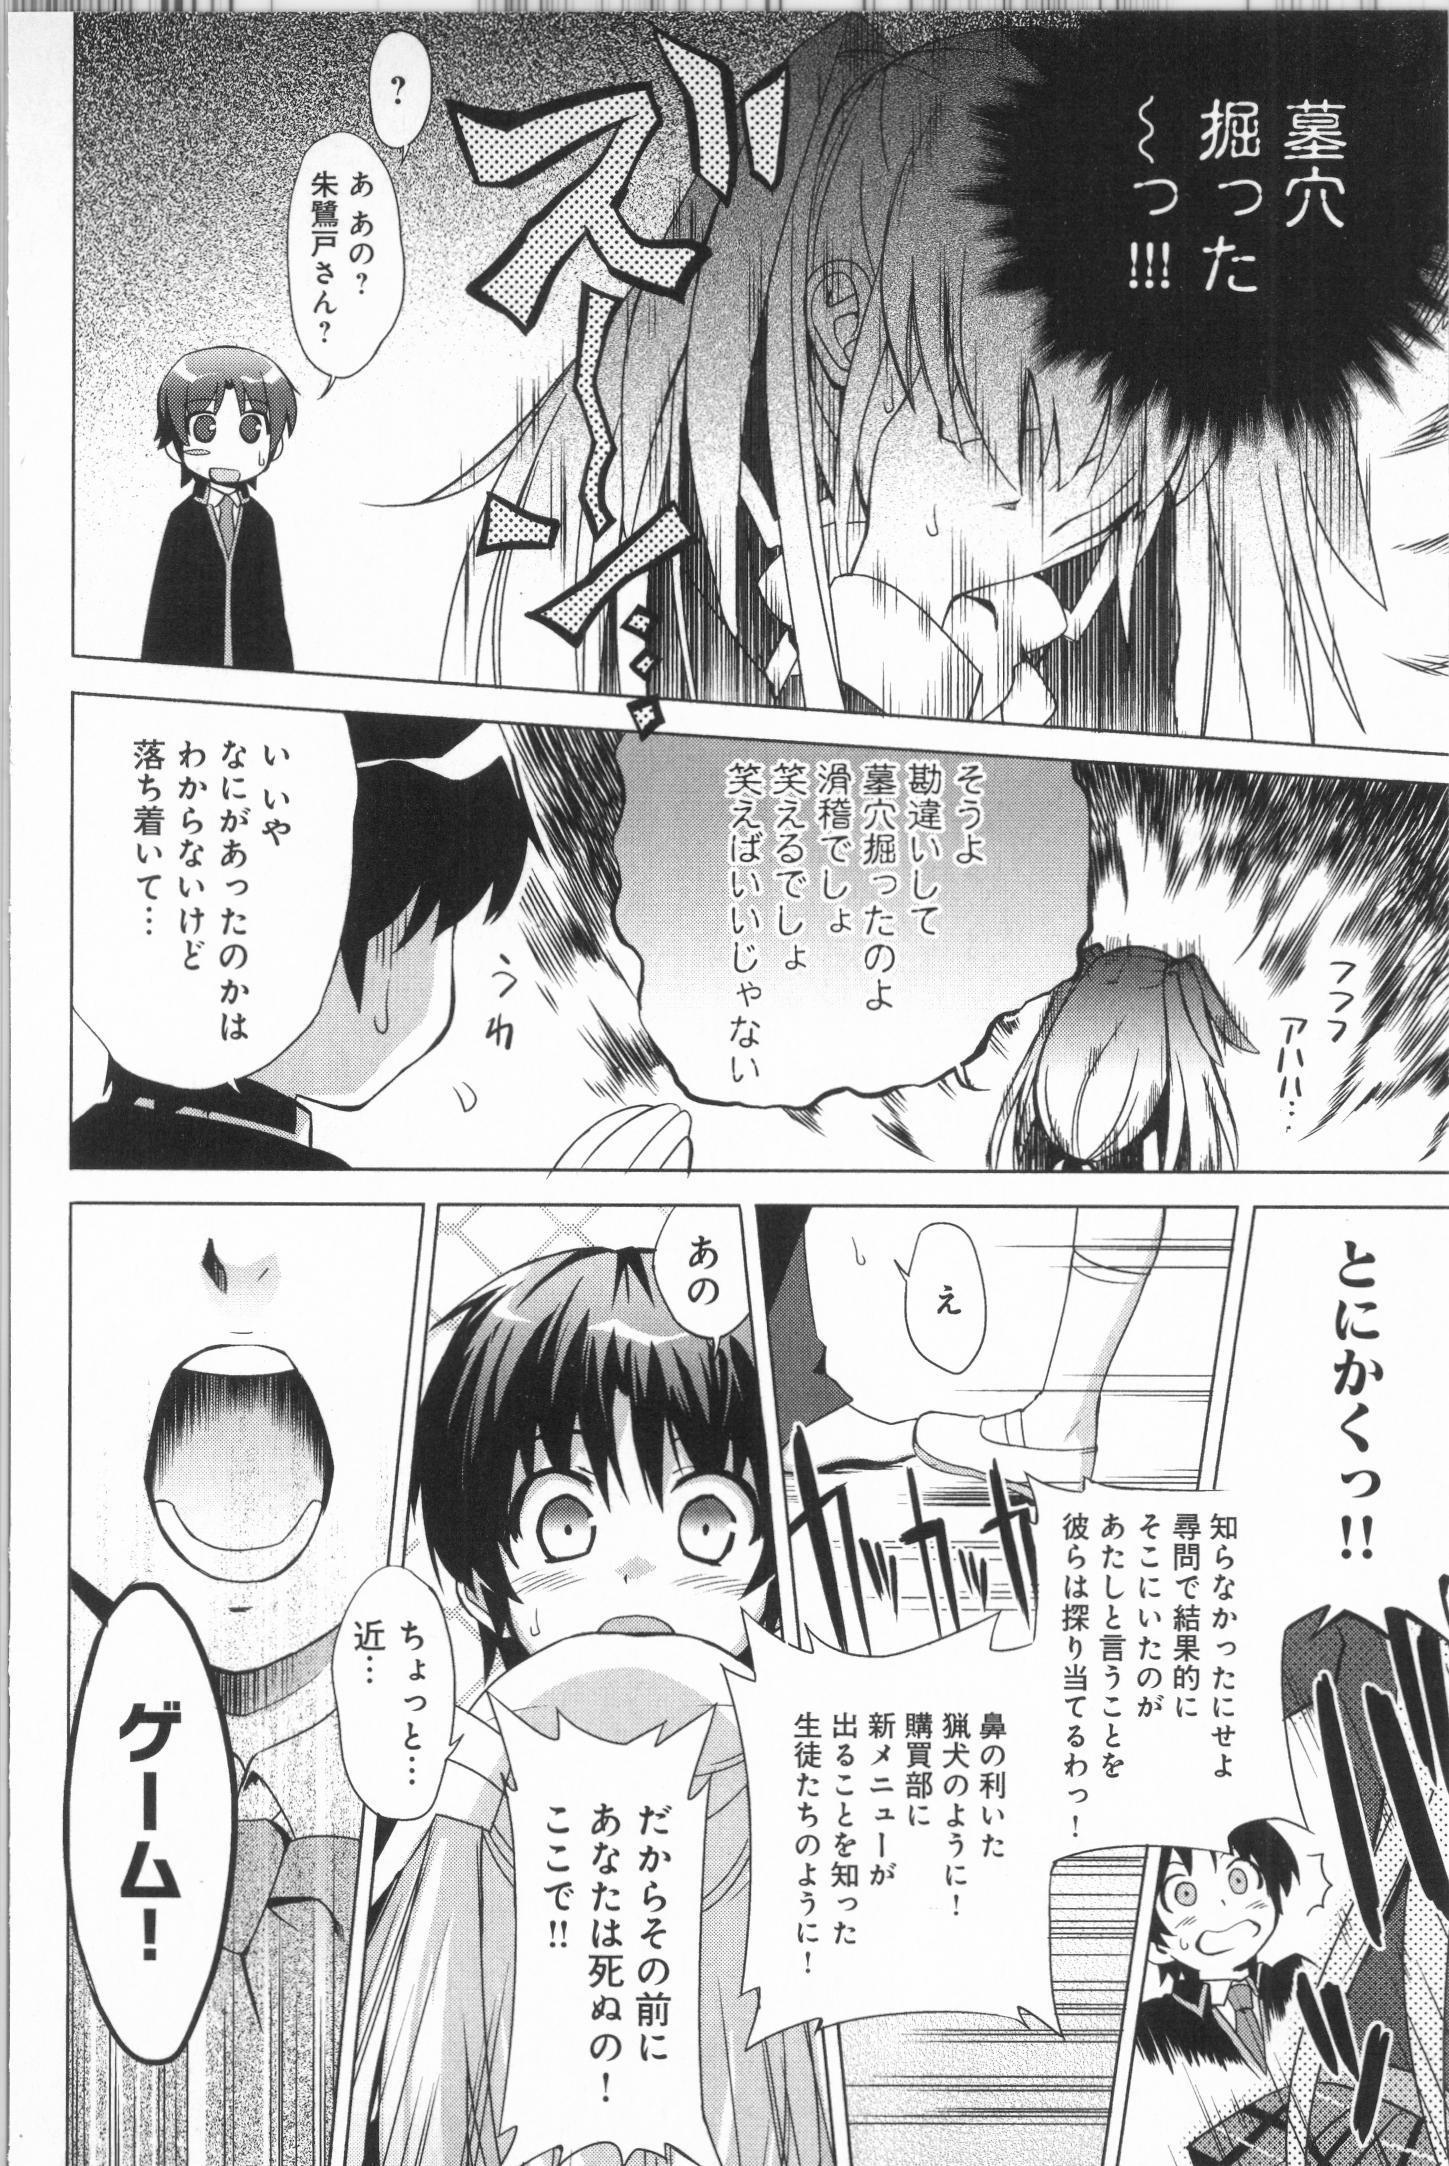 墓穴
掘った
～～っ!!!
ズ
？
あ あの？
朱鷺戸さん？
そうよ
勘違いして
墓穴掘ったのよ
滑稽でしょ
笑えるでしょ
笑えばいいじゃない
フフフ
アハハ…
うわ
い いや
なにがあったのかは
わからないけど
落ち着いて…
とにかくっ!!
知らなかったにせよ
尋問で結果的に
そこにいたのが
あたしと言うことを
彼らは探り当てるわっ！
え
ガッ
ガッ
ガッ
鼻の利いた
猟犬のように！
購買部に
新メニューが
出ることを知った
生徒たちのように！
あの
ちょっと…
近…
だからその前に
あなたは死ぬの！
ここで!!
ゲーム！